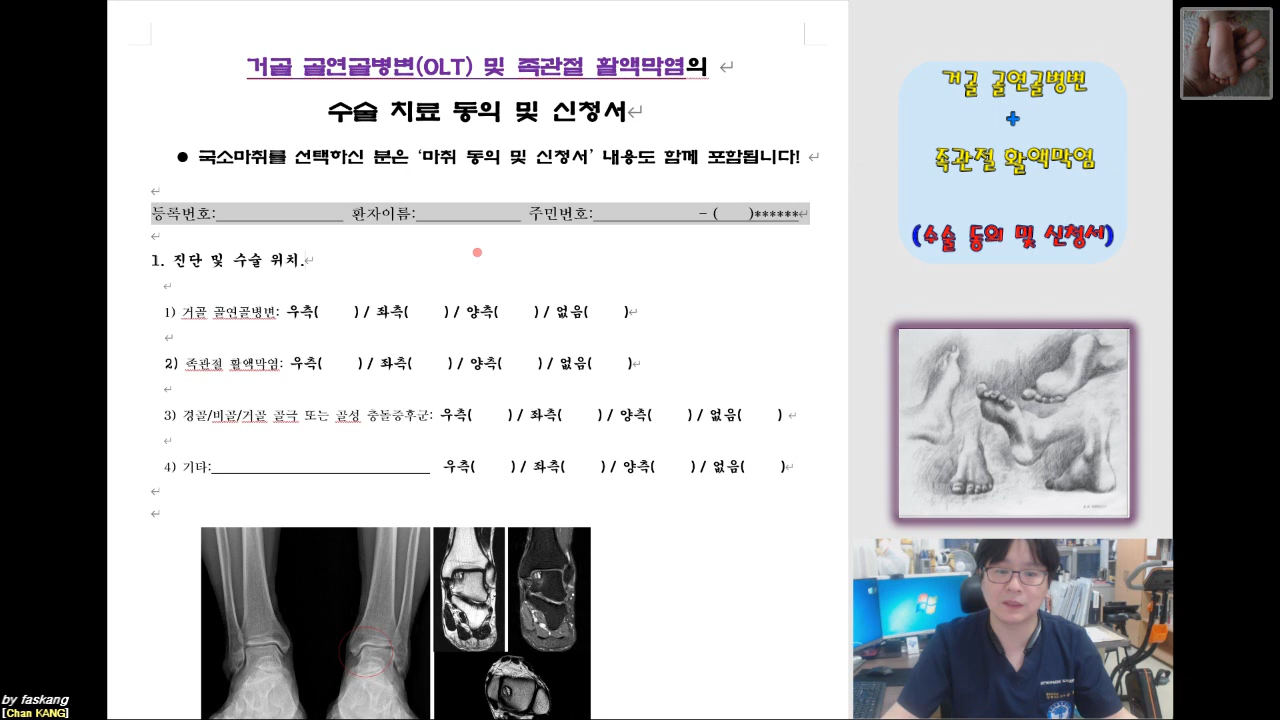 거골 골연골병변(OLT) 및 족관절 활액막염의
수술 치료 동의 및 신청서
● 국소마취를 선택하신 분은 ‘마취 동의 및 신청서’ 내용도 함께 포함됩니다!
등록번호:________________ 환자이름:_____________ 주민번호:_____________ - (    )******
1. 진단 및 수술 위치.
1) 거골 골연골병변: 우측(    ) / 좌측(    ) / 양측(    ) / 없음(    )
2) 족관절 활액막염: 우측(    ) / 좌측(    ) / 양측(    ) / 없음(    )
3) 경골/비골/거골 골극 또는 골성 충돌증후군: 우측(    ) / 좌측(    ) / 양측(    ) / 없음(    )
4) 기타:____________________________ 우측(    ) / 좌측(    ) / 양측(    ) / 없음(    )
거골 골연골병변
+
족관절 활액막염
(수술 동의 및 신청서)
by faskang
[Chan KANG]